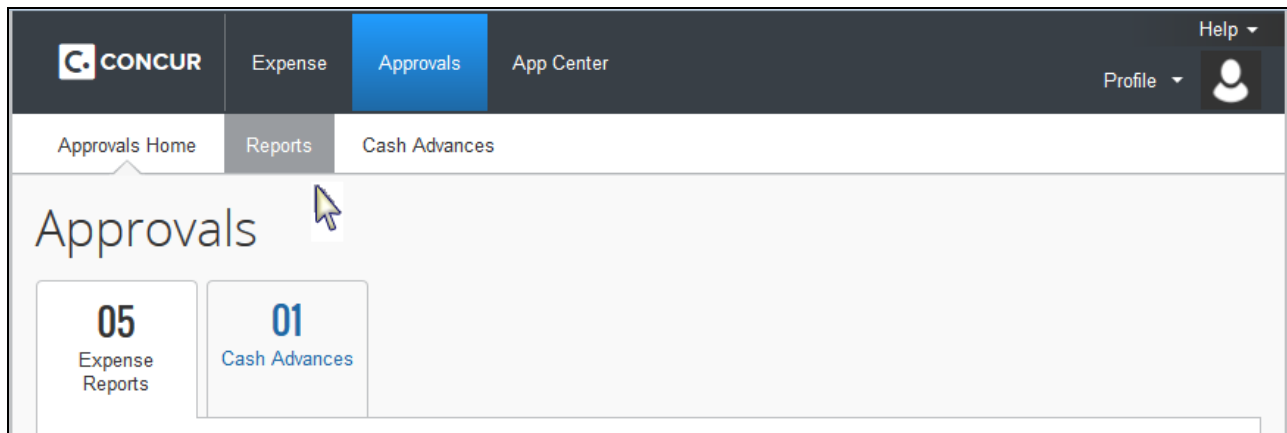 Help
C. CONCUR Expense Approvals App Center
Profile
Approvals Home Reports Cash Advances
Approvals
05
Expense
Reports
01
Cash Advances